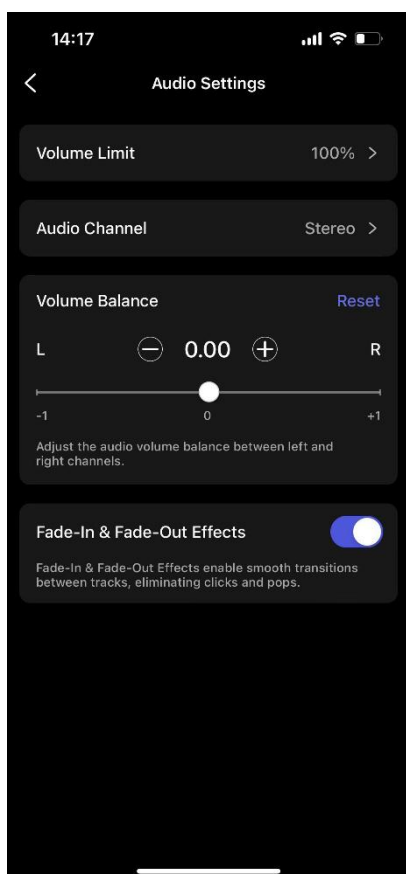 14:17
Audio Settings
Volume Limit 100%
Audio Channel Stereo
Volume Balance Reset
L 0.00 R
-1 0 +1
Adjust the audio volume balance between left and
right channels.
Fade-In & Fade-Out Effects
Fade-In & Fade-Out Effects enable smooth transitions
between tracks, eliminating clicks and pops.